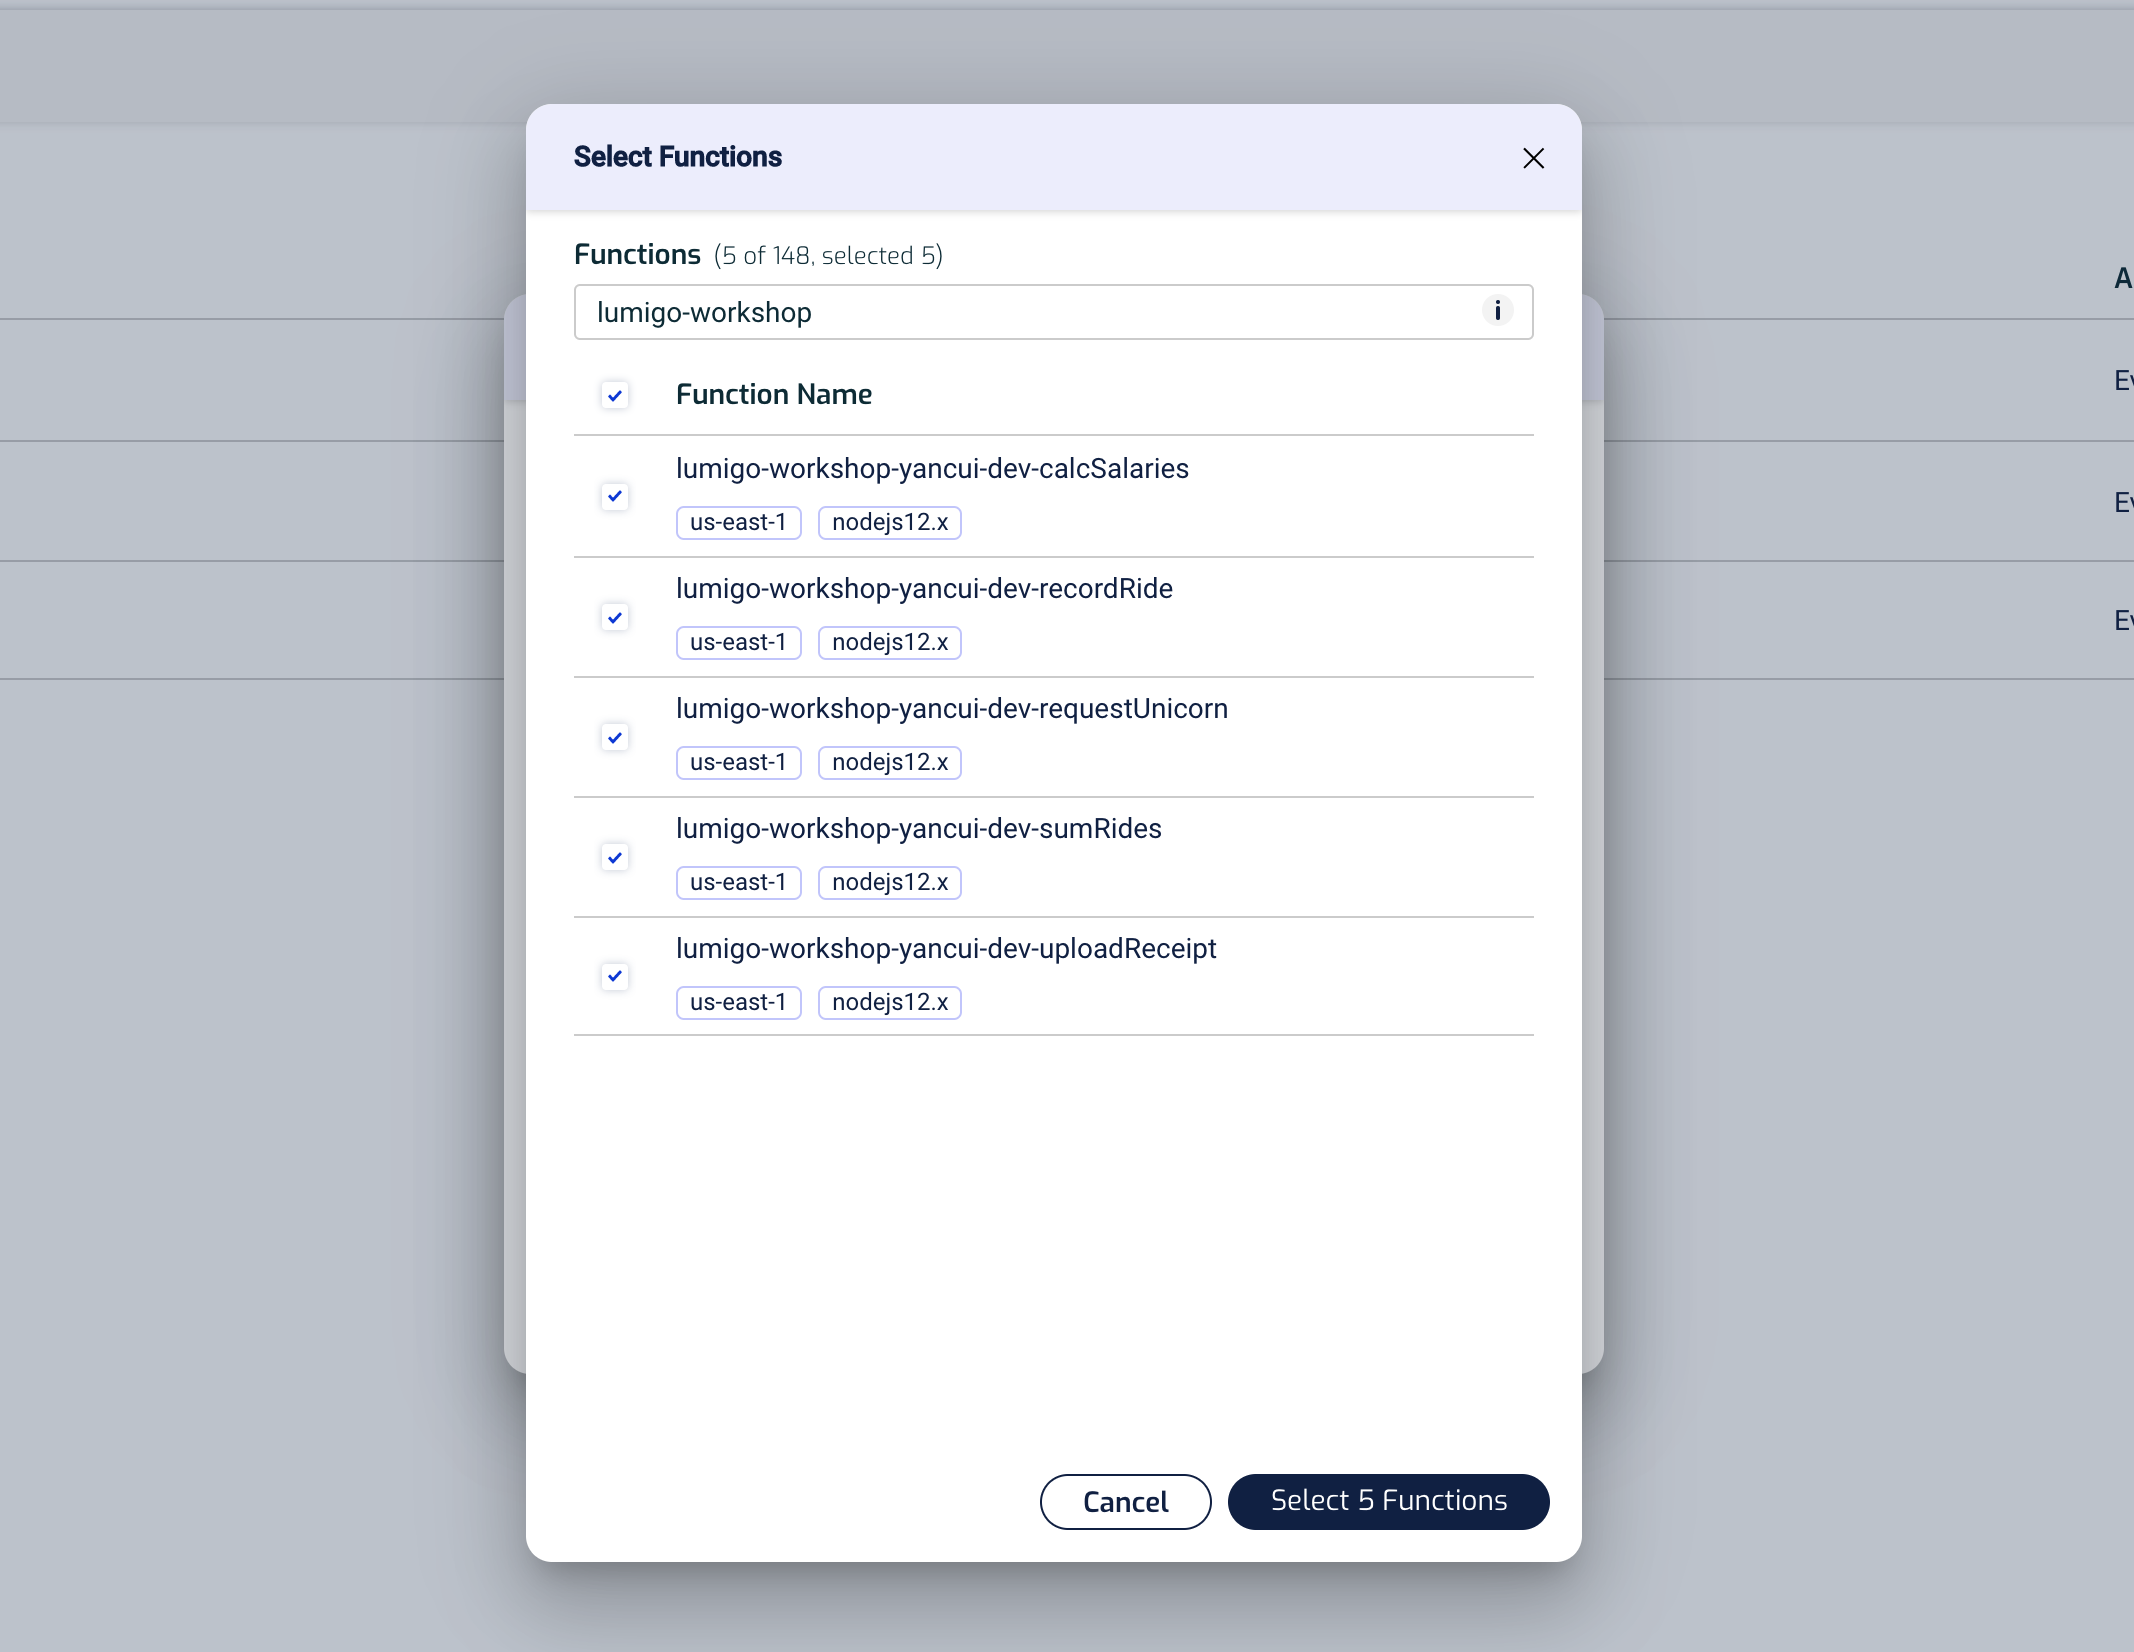 Select Functions
Functions (5 of 148, selected 5)
lumigo-workshop
i
Function Name
lumigo-workshop-yancui-dev-calcSalaries
us-east-1 nodejs12.x
lumigo-workshop-yancui-dev-recordRide
us-east-1 nodejs12.x
lumigo-workshop-yancui-dev-requestUnicorn
us-east-1 nodejs12.x
lumigo-workshop-yancui-dev-sumRides
us-east-1 nodejs12.x
lumigo-workshop-yancui-dev-uploadReceipt
us-east-1 nodejs12.x
Cancel Select 5 Functions